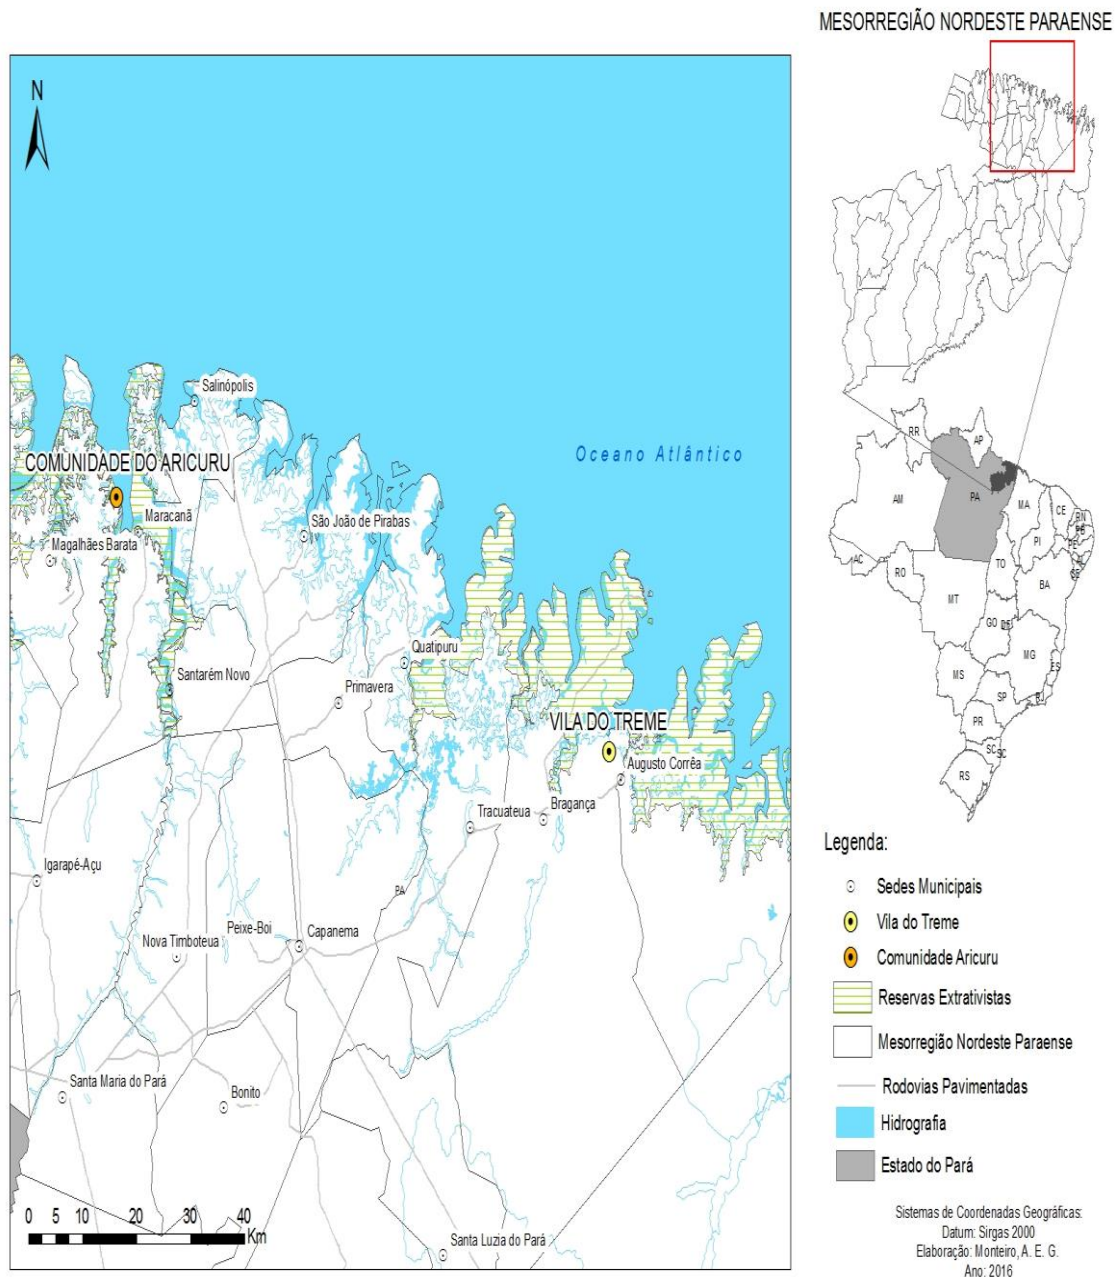 MESORREGIÃO NORDESTE PARAENSE
N
Salinópolis
Oceano Atlântico
COMUNIDADE DO ARICURU
Maracanã
São João de Pirabas
Magalhães Barata
Quatipuru
Santarém Novo
Primavera
VILA DO TREME
Augusto Corrêa
Bragança
Tracuateua
Igarapé-Açu
PA
Peixe-Boi
Capanema
Nova Timboteua
Santa Maria do Pará
Bonito
Santa Luzia do Pará
0 5 10 20 30 40
Km
RR
AP
AM
PA
MA
CE
RN
PB
PE
PI
AL
SE
AC
RO
TO
BA
MT
GO
DF
MG
ES
MS
SP
RJ
PR
SC
SC
RS
Legenda:
Sedes Municipais
Vila do Treme
Comunidade Aricuru
Reservas Extrativistas
Mesorregião Nordeste Paraense
Rodovias Pavimentadas
Hidrografia
Estado do Pará
Sistemas de Coordenadas Geográficas:
Datum: Sirgas 2000
Elaboração: Monteiro, A. E. G.
Ano: 2016